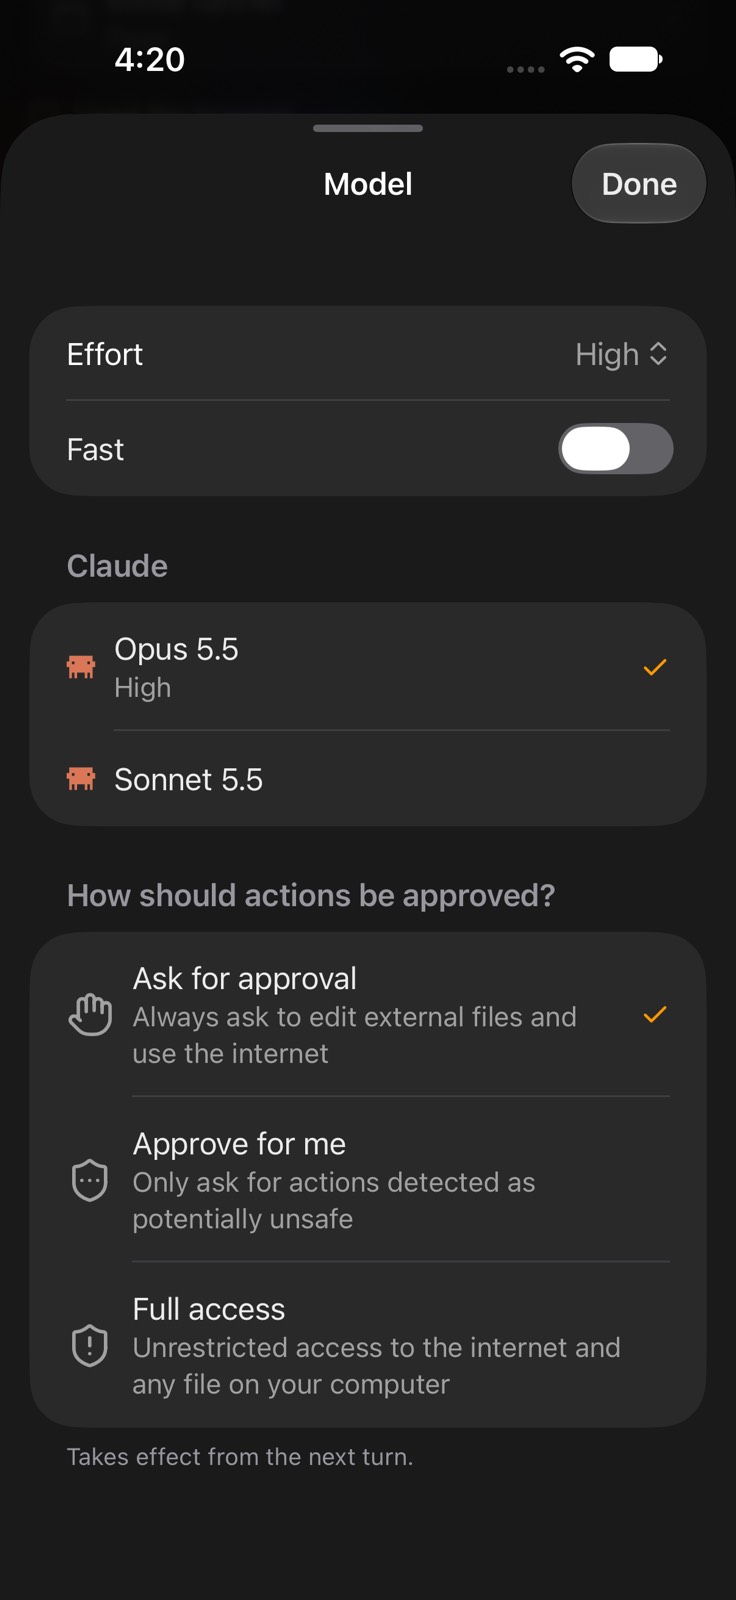 4:20
Model
Done
Effort
High
Fast
Claude
Opus 5.5
High
Sonnet 5.5
How should actions be approved?
Ask for approval
Always ask to edit external files and
use the internet
Approve for me
Only ask for actions detected as
potentially unsafe
Full access
Unrestricted access to the internet and
any file on your computer
Takes effect from the next turn.